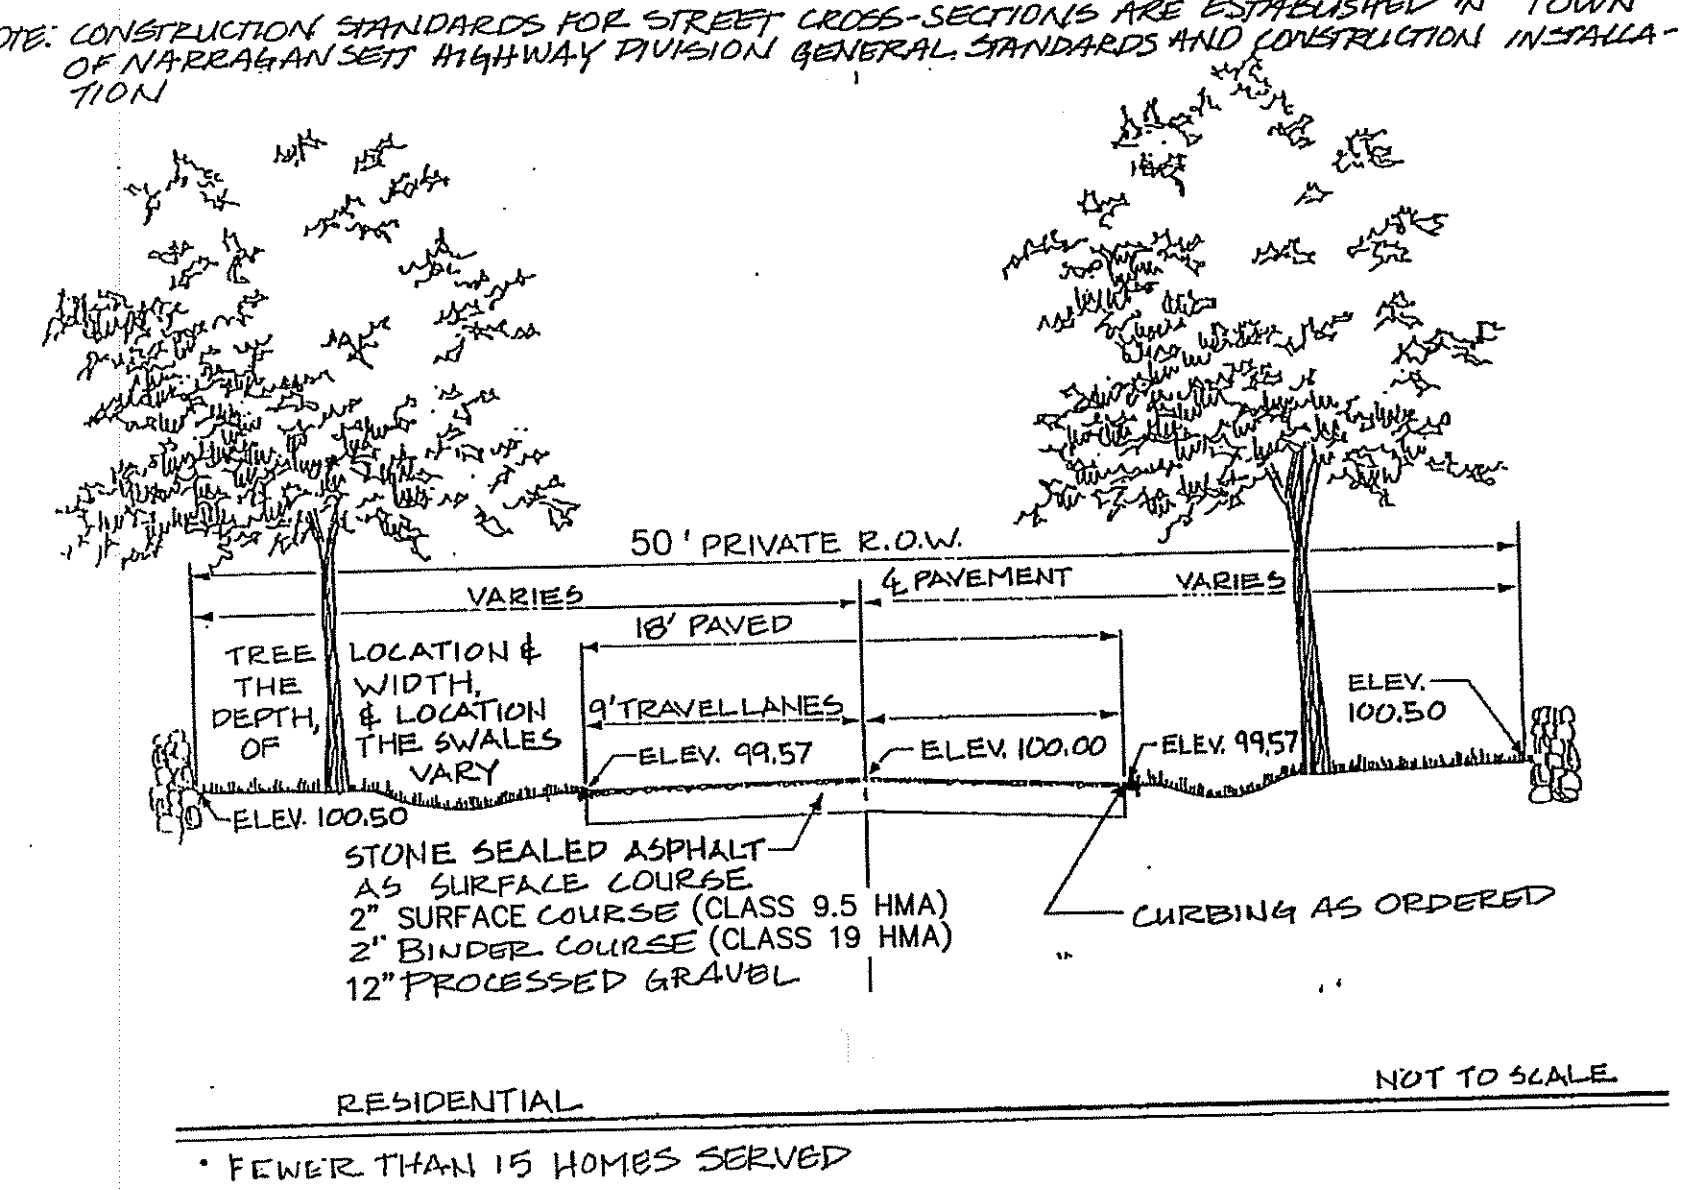 OTE: CONSTRUCTION STANDARDS FOR STREET CROSS-SECTIONS ARE ESTABLISHED IN TOWN
OF NARRAGANSETT HIGHWAY DIVISION GENERAL STANDARDS AND CONSTRUCTION INSTALLA-
TION
50' PRIVATE R.O.W.
VARIES
℄ PAVEMENT
VARIES
18' PAVED
TREE LOCATION &
THE WIDTH,
DEPTH, & LOCATION
OF THE SWALES
VARY
9' TRAVEL LANES
ELEV. 100.50
ELEV. 99.57
ELEV. 100.00
ELEV. 99.57
ELEV.
100.50
STONE SEALED ASPHALT
AS SURFACE COURSE
2" SURFACE COURSE (CLASS 9.5 HMA)
2" BINDER COURSE (CLASS 19 HMA)
12" PROCESSED GRAVEL
CURBING AS ORDERED
NOT TO SCALE
RESIDENTIAL
• FEWER THAN 15 HOMES SERVED